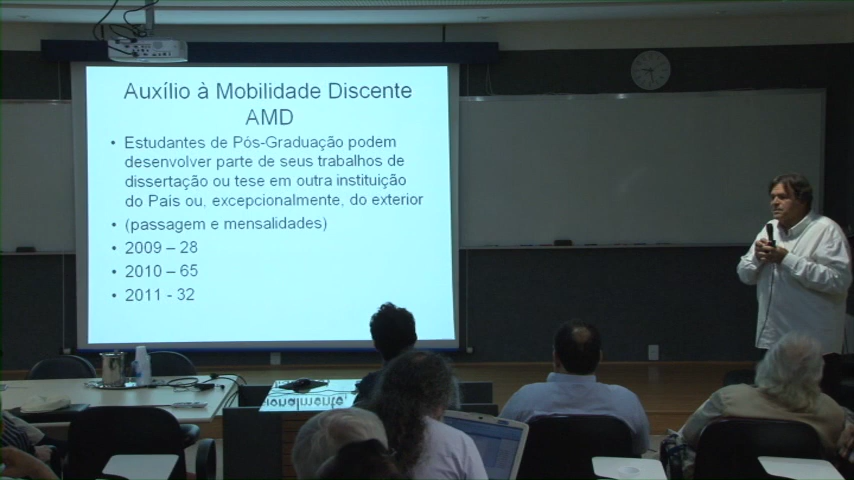 Auxílio à Mobilidade Discente
AMD
• Estudantes de Pós-Graduação podem
desenvolver parte de seus trabalhos de
dissertação ou tese em outra instituição
do Pais ou, excepcionalmente, do exterior
• (passagem e mensalidades)
• 2009 – 28
• 2010 – 65
• 2011 - 32